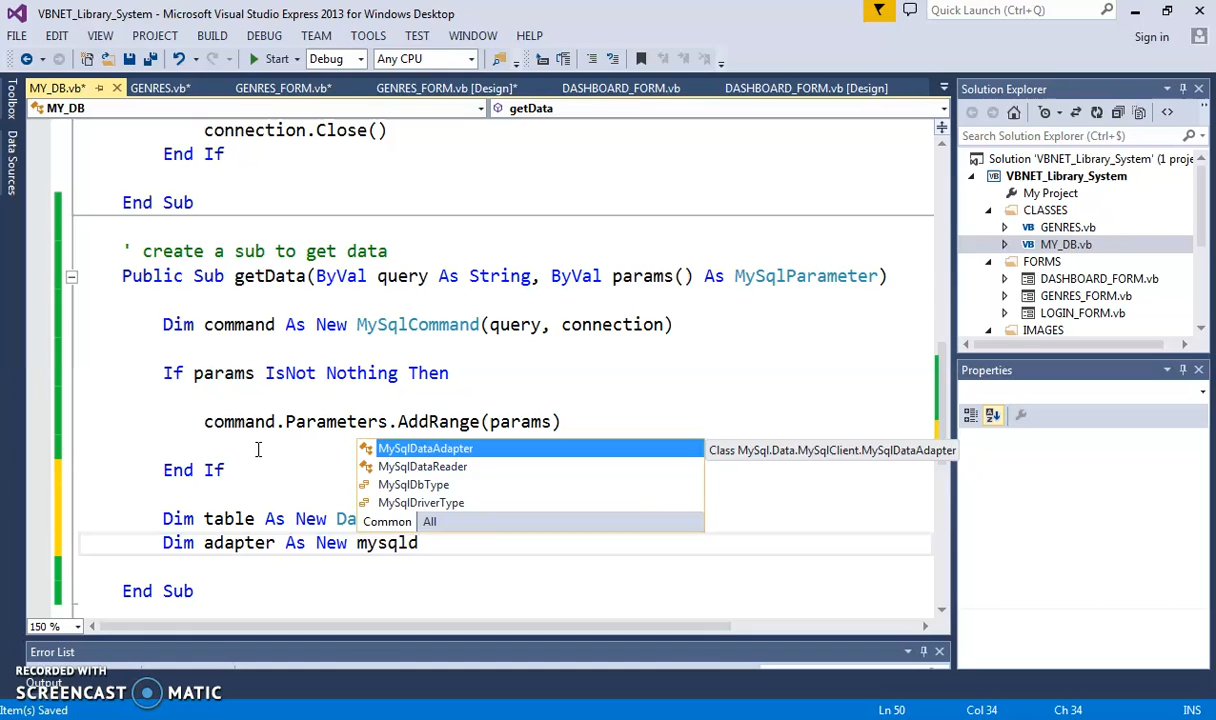 VBNET_Library_System - Microsoft Visual Studio Express 2013 for Windows Desktop
Quick Launch (Ctrl+Q)
FILE EDIT VIEW PROJECT BUILD DEBUG TEAM TOOLS TEST WINDOW HELP
Sign in
Start Debug Any CPU
MY_DB.vb* GENRES.vb* GENRES_FORM.vb* GENRES_FORM.vb [Design]* DASHBOARD_FORM.vb DASHBOARD_FORM.vb [Design]
MY_DB getData
Toolbox
Data Sources
connection.Close()
End If
End Sub
' create a sub to get data
Public Sub getData(ByVal query As String, ByVal params() As MySqlParameter)
Dim command As New MySqlCommand(query, connection)
If params IsNot Nothing Then
command.Parameters.AddRange(params)
End If
Dim table As New Da
Dim adapter As New mysqld
End Sub
MySqlDataAdapter
MySqlDataReader
MySqlDbType
MySqlDriverType
Common All
Class MySql.Data.MySqlClient.MySqlDataAdapter
150 %
Solution Explorer
Search Solution Explorer (Ctrl+$)
Solution 'VBNET_Library_System' (1 proje
VBNET_Library_System
My Project
CLASSES
GENRES.vb
MY_DB.vb
FORMS
DASHBOARD_FORM.vb
GENRES_FORM.vb
LOGIN_FORM.vb
IMAGES
Properties
Error List
Output
RECORDED WITH
SCREENCAST MATIC
Item(s) Saved
Ln 50 Col 34 Ch 34 INS